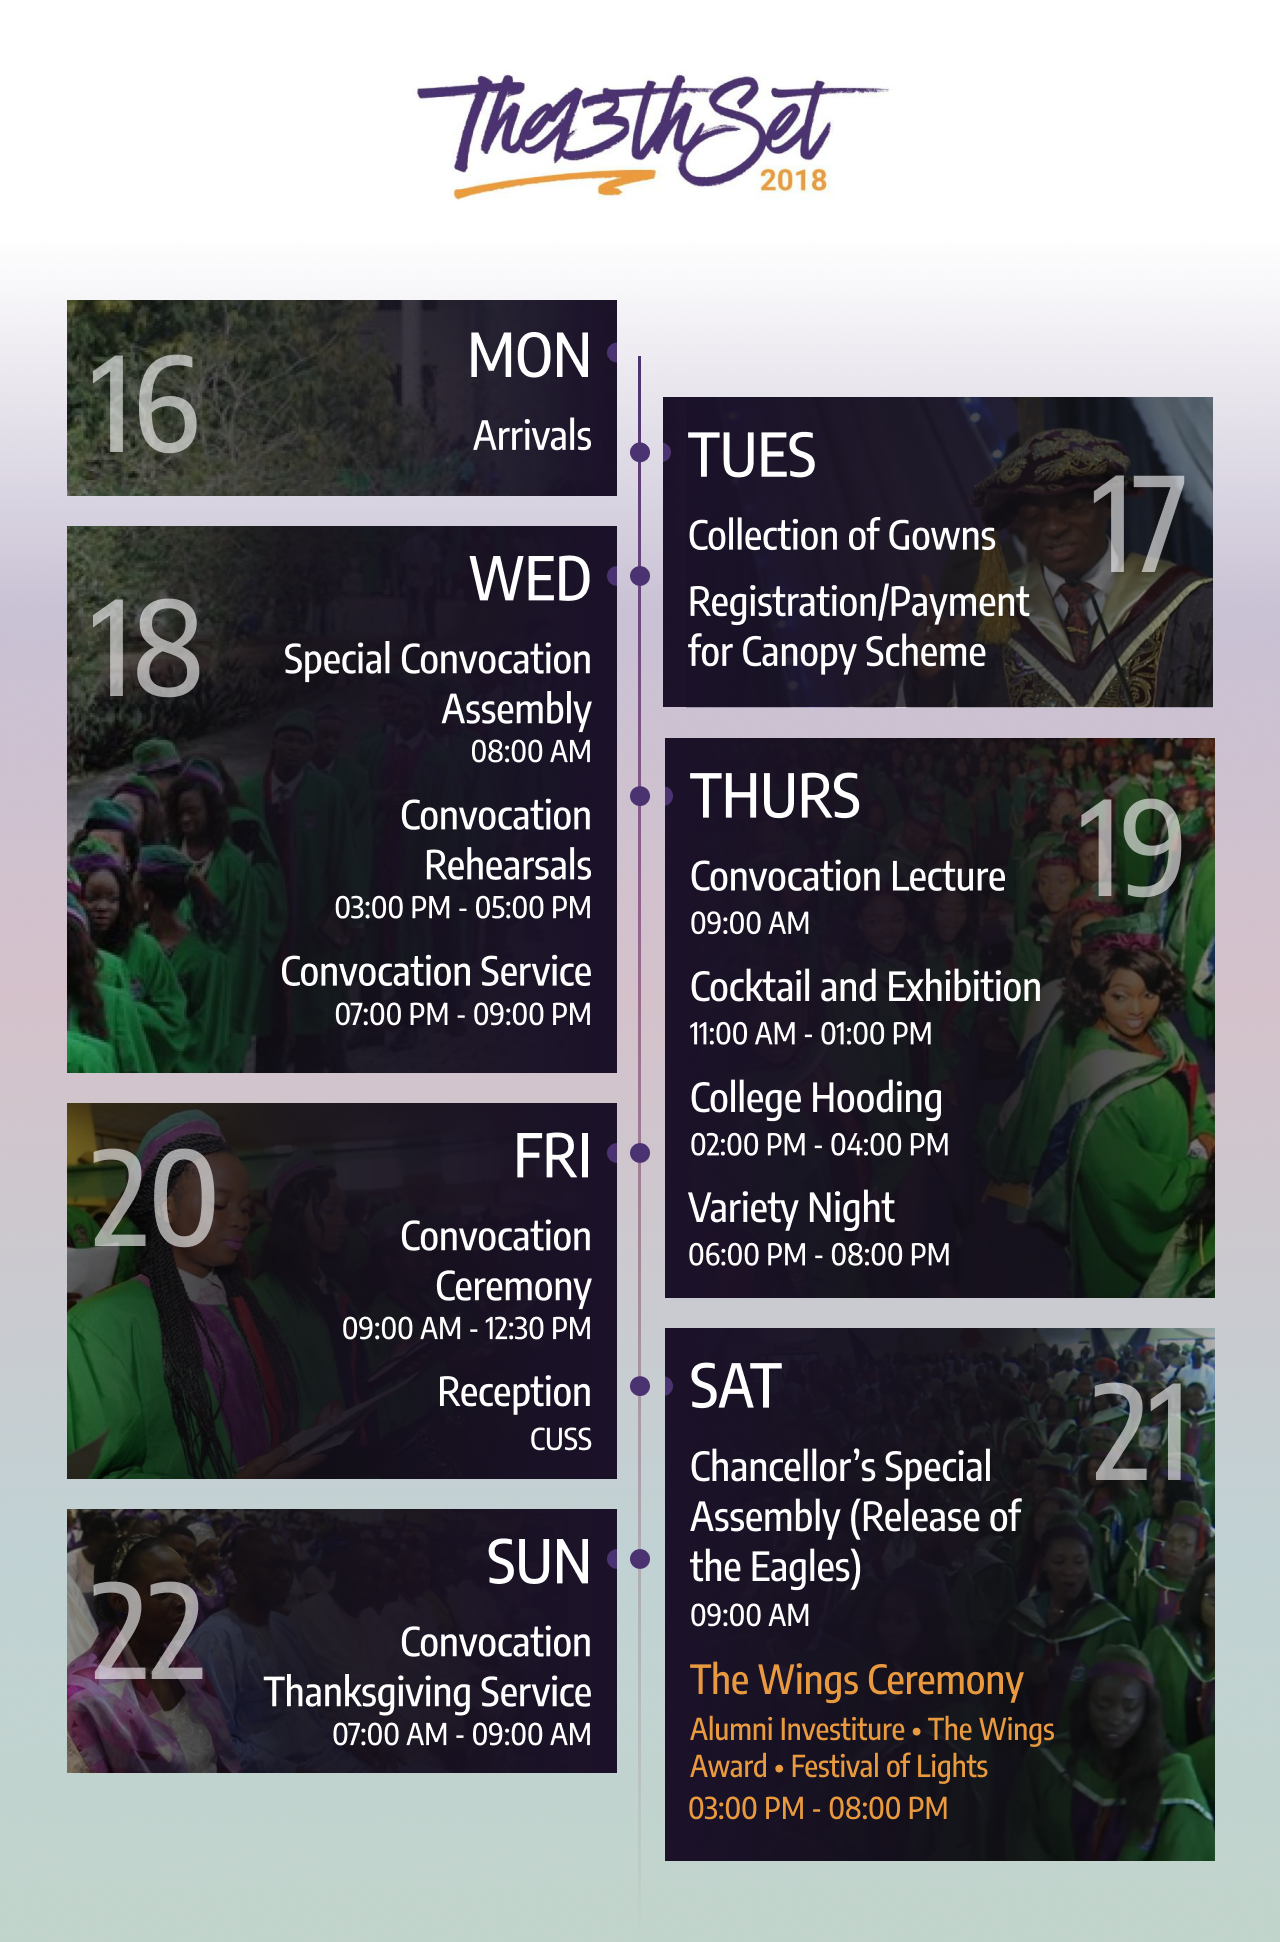 The13thSet
2018
16
MON
Arrivals
TUES
17
Collection of Gowns
Registration/Payment
for Canopy Scheme
18
WED
Special Convocation
Assembly
08:00 AM
Convocation
Rehearsals
03:00 PM - 05:00 PM
Convocation Service
07:00 PM - 09:00 PM
THURS
19
Convocation Lecture
09:00 AM
Cocktail and Exhibition
11:00 AM - 01:00 PM
College Hooding
02:00 PM - 04:00 PM
Variety Night
06:00 PM - 08:00 PM
20
FRI
Convocation
Ceremony
09:00 AM - 12:30 PM
Reception
CUSS
SAT
21
Chancellor’s Special
Assembly (Release of
the Eagles)
09:00 AM
The Wings Ceremony
Alumni Investiture • The Wings
Award • Festival of Lights
03:00 PM - 08:00 PM
22
SUN
Convocation
Thanksgiving Service
07:00 AM - 09:00 AM